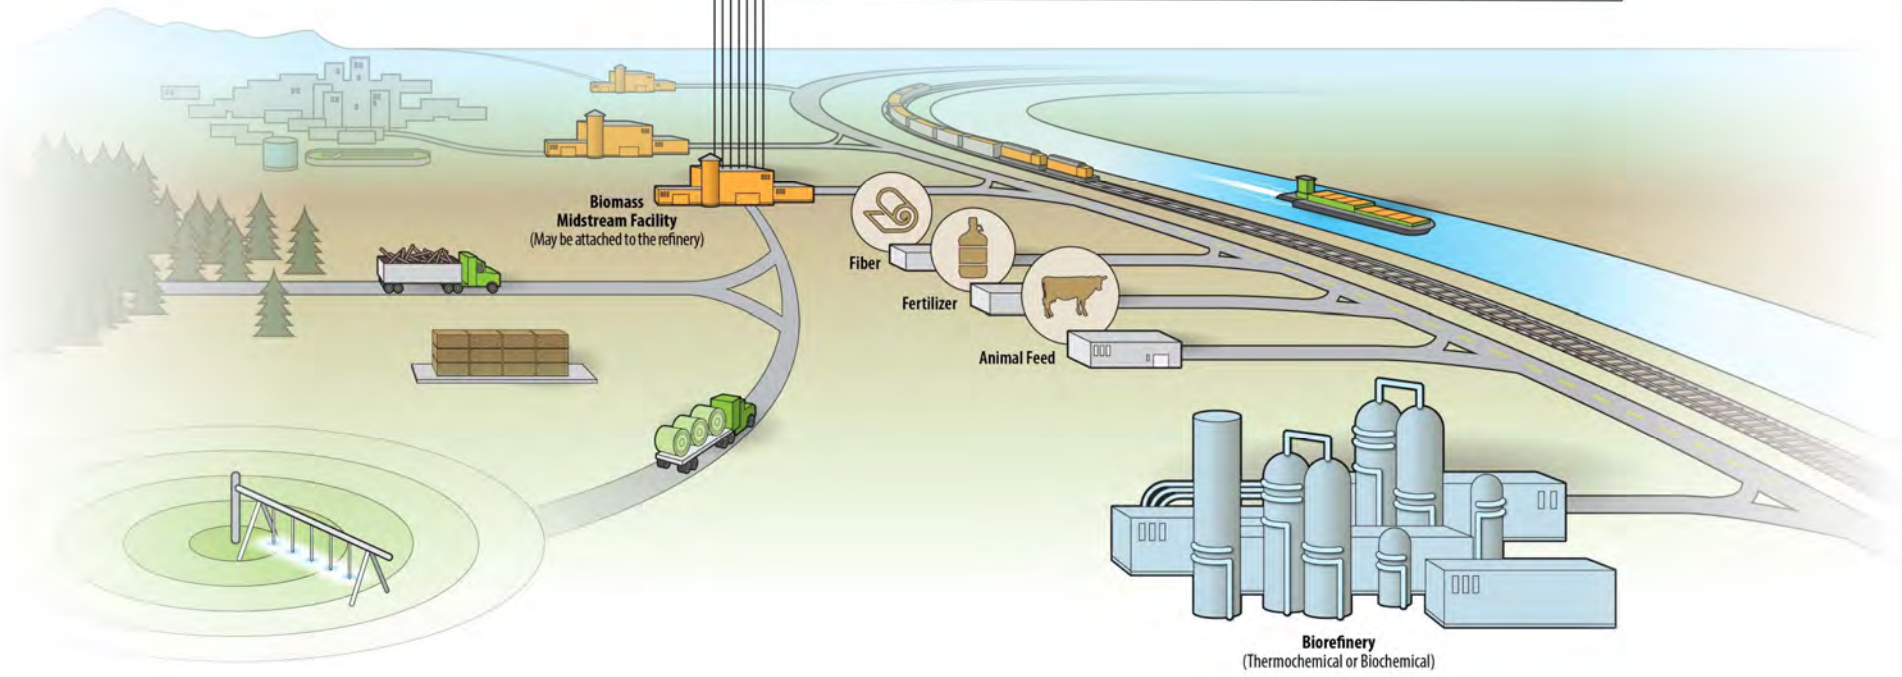 Biomass
Midstream Facility
(May be attached to the refinery)
Fiber
Fertilizer
Animal Feed
Biorefinery
(Thermochemical or Biochemical)